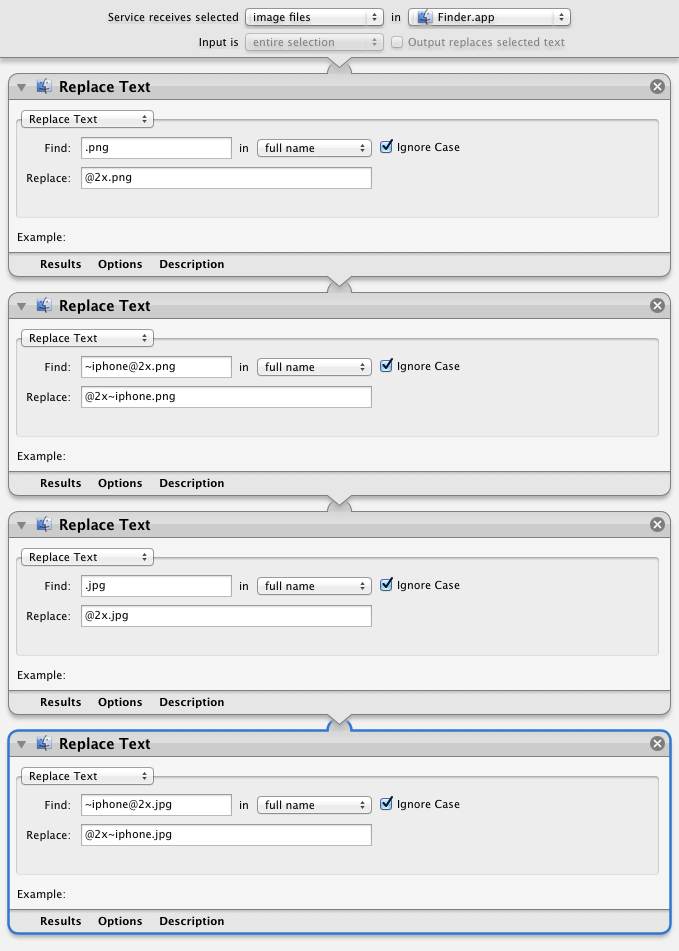 Service receives selected image files in Finder.app
Input is entire selection Output replaces selected text
Replace Text
Replace Text
Find: .png in full name Ignore Case
Replace: @2x.png
Example:
Results Options Description
Replace Text
Replace Text
Find: ~iphone@2x.png in full name Ignore Case
Replace: @2x~iphone.png
Example:
Results Options Description
Replace Text
Replace Text
Find: .jpg in full name Ignore Case
Replace: @2x.jpg
Example:
Results Options Description
Replace Text
Replace Text
Find: ~iphone@2x.jpg in full name Ignore Case
Replace: @2x~iphone.jpg
Example:
Results Options Description